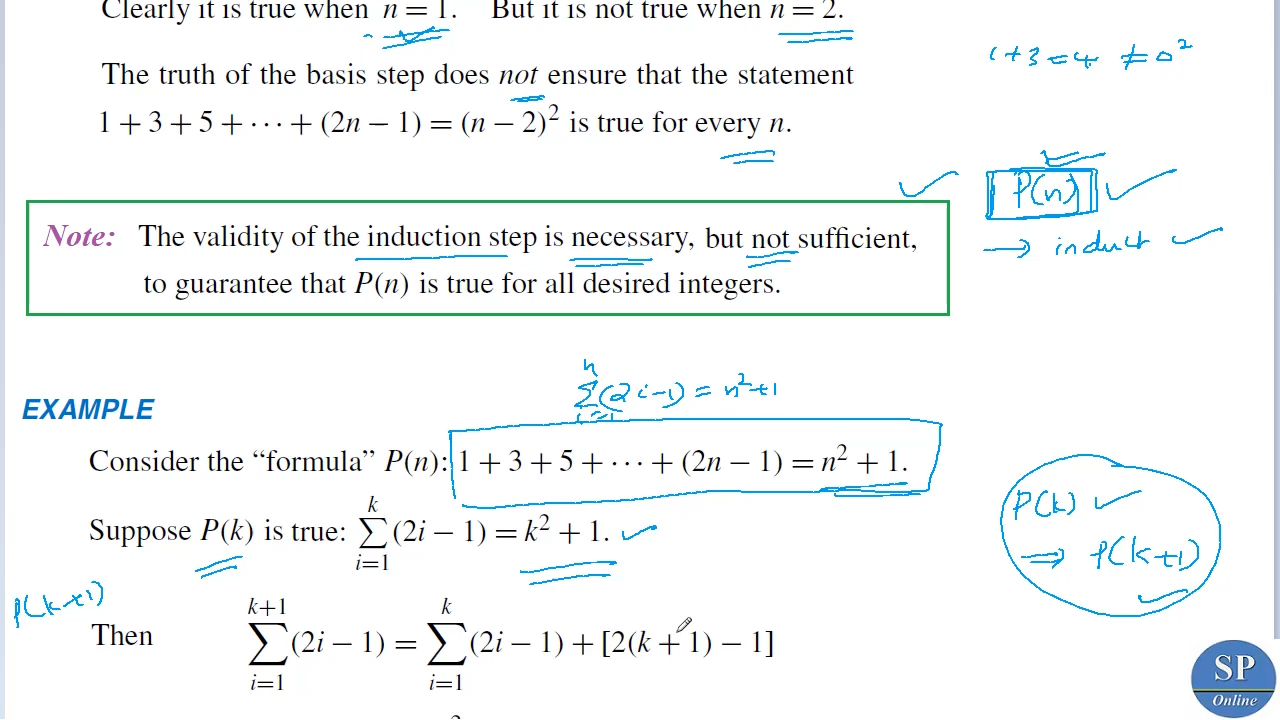 Clearly it is true when n = 1. But it is not true when n = 2.
1+3=4 ≠ 0²
The truth of the basis step does not ensure that the statement
1 + 3 + 5 + ··· + (2n − 1) = (n − 2)² is true for every n.
P(n)
→ induct
Note: The validity of the induction step is necessary, but not sufficient,
to guarantee that P(n) is true for all desired integers.
n
∑(2i−1) = n²+1
i=1
EXAMPLE
Consider the “formula” P(n): 1 + 3 + 5 + ··· + (2n − 1) = n² + 1.
k
Suppose P(k) is true: ∑(2i − 1) = k² + 1.
i=1
P(k)
→ P(k+1)
P(k+1)
k+1 k
Then ∑(2i − 1) = ∑(2i − 1) + [2(k + 1) − 1]
i=1 i=1
SP
Online